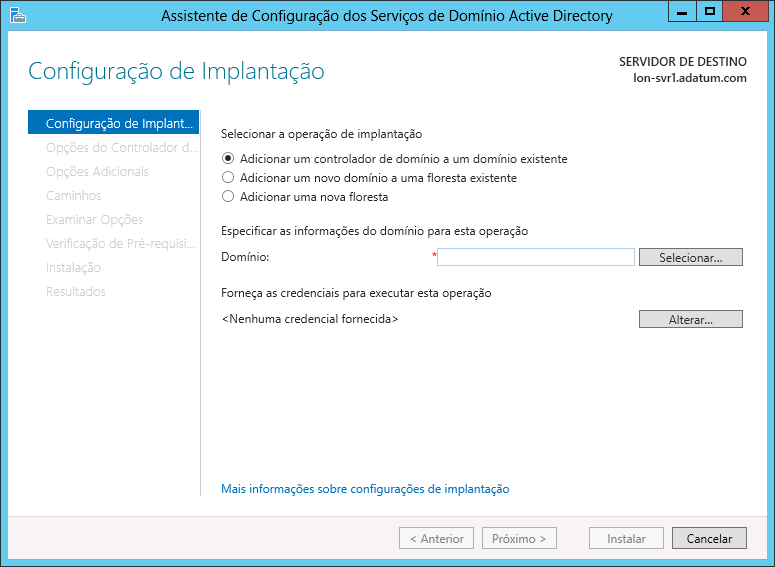 Assistente de Configuração dos Serviços de Domínio Active Directory
Configuração de Implantação
SERVIDOR DE DESTINO
lon-svr1.adatum.com
Configuração de Implant...
Opções do Controlador d...
Opções Adicionais
Caminhos
Examinar Opções
Verificação de Pré-requisi...
Instalação
Resultados
Selecionar a operação de implantação
Adicionar um controlador de domínio a um domínio existente
Adicionar um novo domínio a uma floresta existente
Adicionar uma nova floresta
Especificar as informações do domínio para esta operação
Domínio: * Selecionar...
Forneça as credenciais para executar esta operação
<Nenhuma credencial fornecida> Alterar...
Mais informações sobre configurações de implantação
< Anterior Próximo > Instalar Cancelar